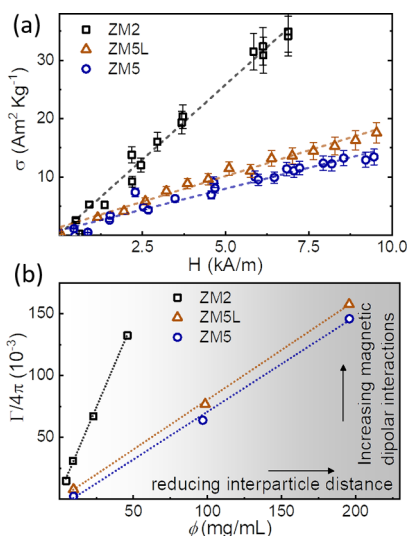 (a)
ZM2
ZM5L
ZM5
σ (Am² Kg⁻¹)
30
20
10
2.5 5.0 7.5 10.0
H (kA/m)
(b)
ZM2
ZM5L
ZM5
Γ/4π (10⁻³)
150
100
50
Increasing magnetic
dipolar interactions
reducing interparticle distance
0 50 100 150 200
ϕ(mg/mL)